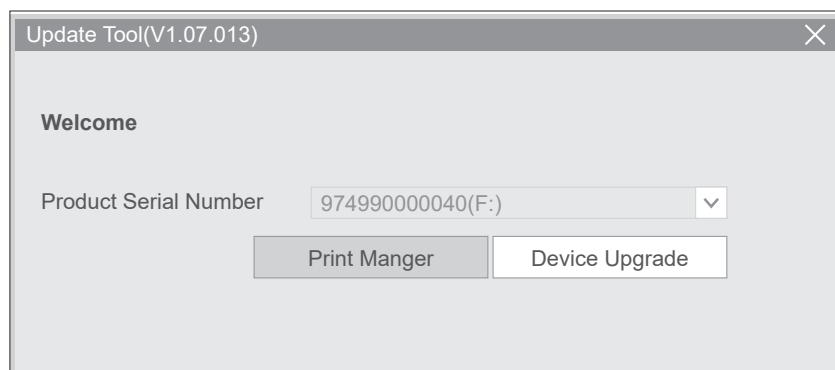 Update Tool(V1.07.013)
Welcome
Product Serial Number 974990000040(F:)
Print Manger Device Upgrade